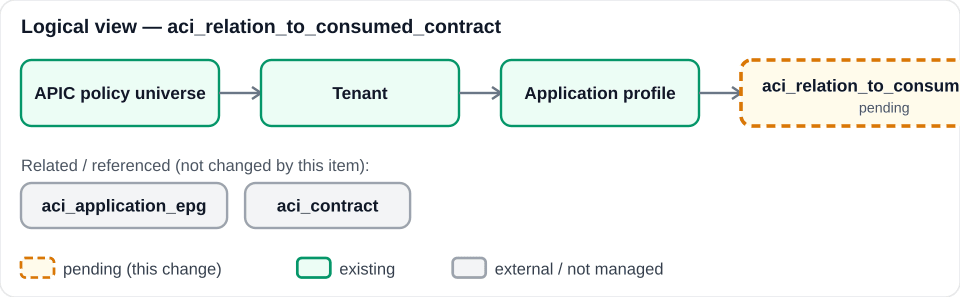 Logical view — aci_relation_to_consumed_contract
APIC policy universe
Tenant
Application profile
aci_relation_to_consum
pending
Related / referenced (not changed by this item):
aci_application_epg
aci_contract
pending (this change)
existing
external / not managed